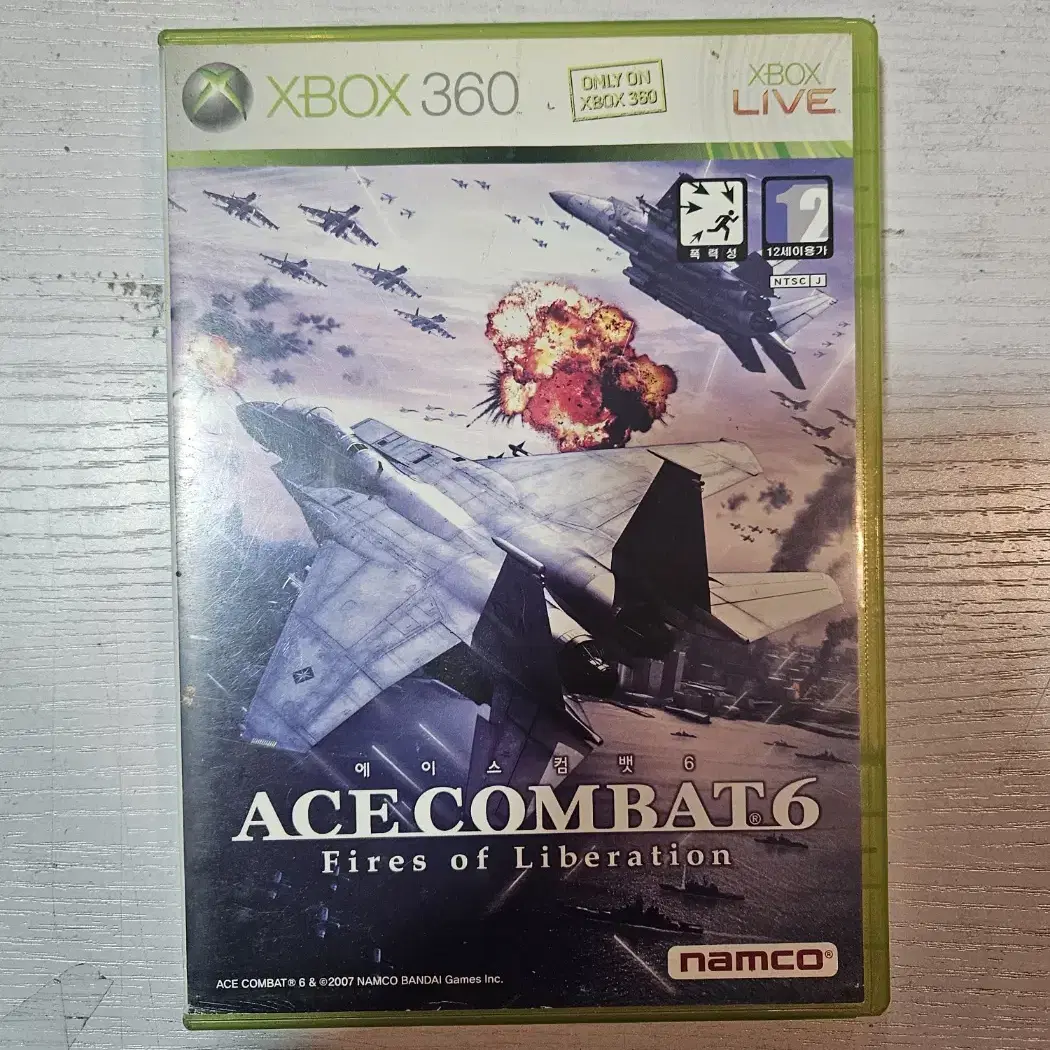 XBOX 360
ONLY ON
XBOX 360
XBOX
LIVE
폭력성
12
12세이용가
NTSC J
에이스컴뱃6
ACE COMBAT® 6
Fires of Liberation
namco®
ACE COMBAT® 6 & ©2007 NAMCO BANDAI Games Inc.